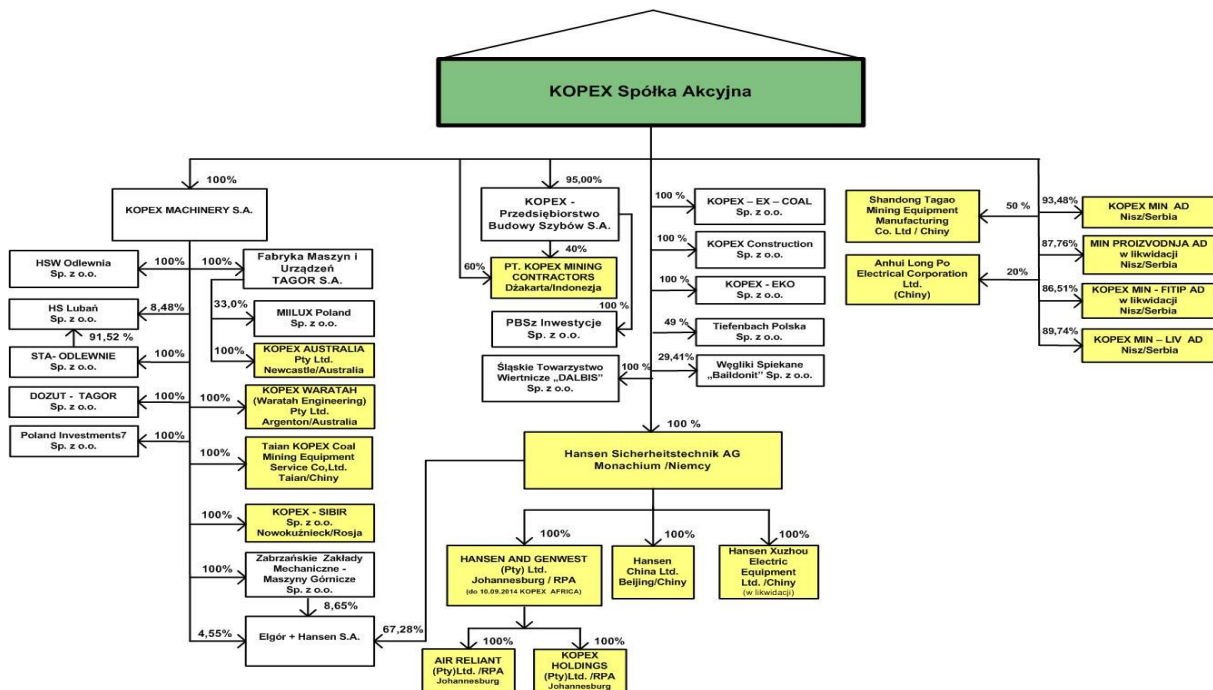 KOPEX Spółka Akcyjna
100%
KOPEX MACHINERY S.A.
HSW Odlewnia
Sp. z o.o.
100%
100%
Fabryka Maszyn i
Urządzeń
TAGOR S.A.
HS Lubań
Sp. z o.o.
8,48%
33,0%
MIILUX Poland
Sp. z o.o.
91,52 %
STA- ODLEWNIE
Sp. z o.o.
100%
100%
KOPEX AUSTRALIA
Pty Ltd.
Newcastle/Australia
DOZUT - TAGOR
Sp. z o.o.
100%
100%
KOPEX WARATAH
(Waratah Engineering)
Pty Ltd.
Argenton/Australia
Poland Investments7
Sp. z o.o.
100%
100%
Taian KOPEX Coal
Mining Equipment
Service Co,Ltd.
Taian/Chiny
100%
KOPEX - SIBIR
Sp. z o.o.
Nowokuźnieck/Rosja
100%
Zabrzańskie Zakłady
Mechaniczne -
Maszyny Górnicze
Sp. z o.o.
8,65%
4,55%
Elgór + Hansen S.A.
67,28%
95,00%
KOPEX -
Przedsiębiorstwo
Budowy Szybów S.A.
40%
60%
PT. KOPEX MINING
CONTRACTORS
Dżakarta/Indonezja
100 %
PBSz Inwestycje
Sp. z o.o.
Śląskie Towarzystwo
Wiertnicze „DALBIS”
Sp. z o.o.
100 %
100 %
KOPEX – EX – COAL
Sp. z o.o.
100 %
KOPEX Construction
Sp. z o.o.
100 %
KOPEX - EKO
Sp. z o.o.
49 %
Tiefenbach Polska
Sp. z o.o.
29,41%
Węgliki Spiekane
„Baildonit” Sp. z o.o.
100 %
Hansen Sicherheitstechnik AG
Monachium /Niemcy
100%
HANSEN AND GENWEST
(Pty) Ltd.
Johannesburg / RPA
(do 10.09.2014 KOPEX AFRICA)
100%
Hansen
China Ltd.
Beijing/Chiny
100%
Hansen Xuzhou
Electric
Equipment
Ltd. /Chiny
(w likwidacji)
100%
AIR RELIANT
(Pty)Ltd. /RPA
Johannesburg
100%
KOPEX
HOLDINGS
(Pty)Ltd. /RPA
Johannesburg
Shandong Tagao
Mining Equipment
Manufacturing
Co. Ltd / Chiny
50 %
Anhui Long Po
Electrical Corporation
Ltd.
(Chiny)
20%
93,48%
KOPEX MIN AD
Nisz/Serbia
87,76%
MIN PROIZVODNJA AD
w likwidacji
Nisz/Serbia
86,51%
KOPEX MIN - FITIP AD
w likwidacji
Nisz/Serbia
89,74%
KOPEX MIN – LIV AD
Nisz/Serbia